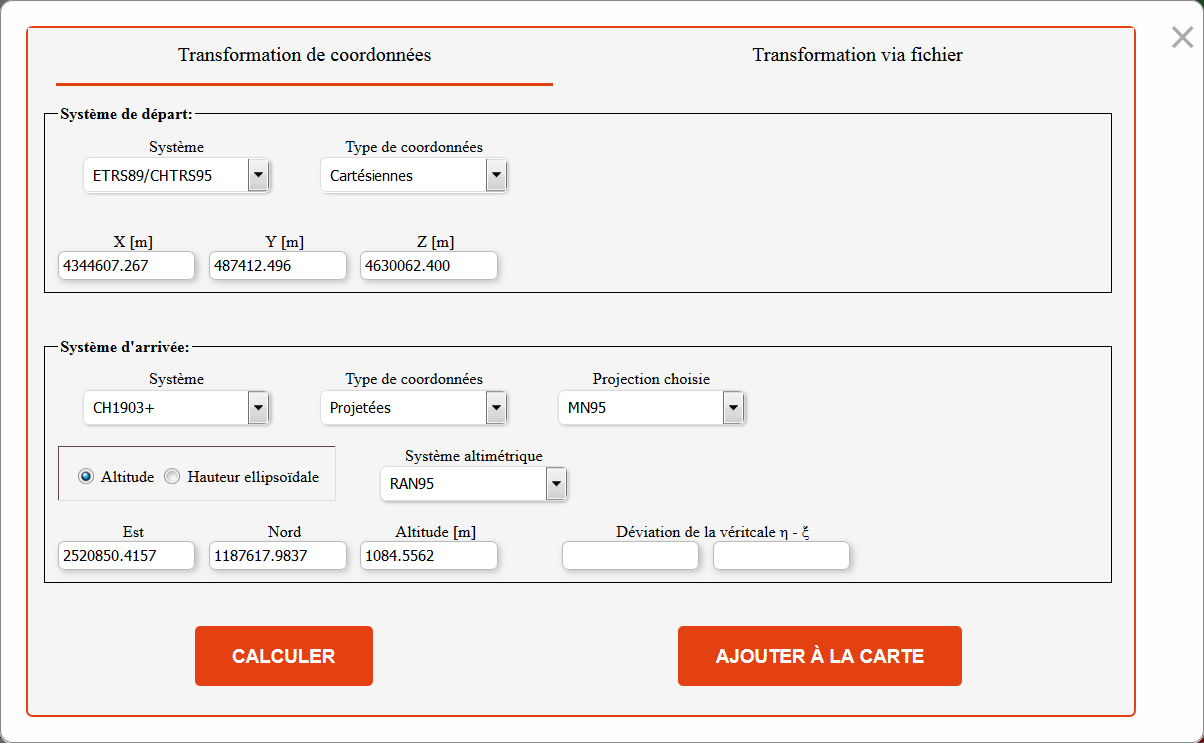 Transformation de coordonnées
Transformation via fichier
Système de départ:
Système
Type de coordonnées
ETRS89/CHTRS95
Cartésiennes
X [m]
Y [m]
Z [m]
4344607.267
487412.496
4630062.400
Système d'arrivée:
Système
Type de coordonnées
Projection choisie
CH1903+
Projetées
MN95
Altitude
Hauteur ellipsoïdale
Système altimétrique
RAN95
Est
Nord
Altitude [m]
Déviation de la véritcale η - ξ
2520850.4157
1187617.9837
1084.5562
CALCULER
AJOUTER À LA CARTE